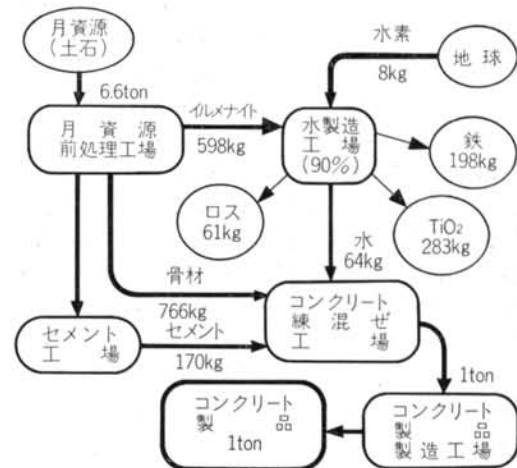 月資源
(土石)
水素
8kg
地球
6.6ton
月資源
前処理工場
イルメナイト
598kg
水製造
工場
(90%)
鉄
198kg
ロス
61kg
TiO₂
283kg
水
64kg
骨材
766kg
コンクリート
練混ぜ
工場
セメント
工場
セメント
170kg
1ton
コンクリート
製品
1ton
コンクリート
製品
製造工場